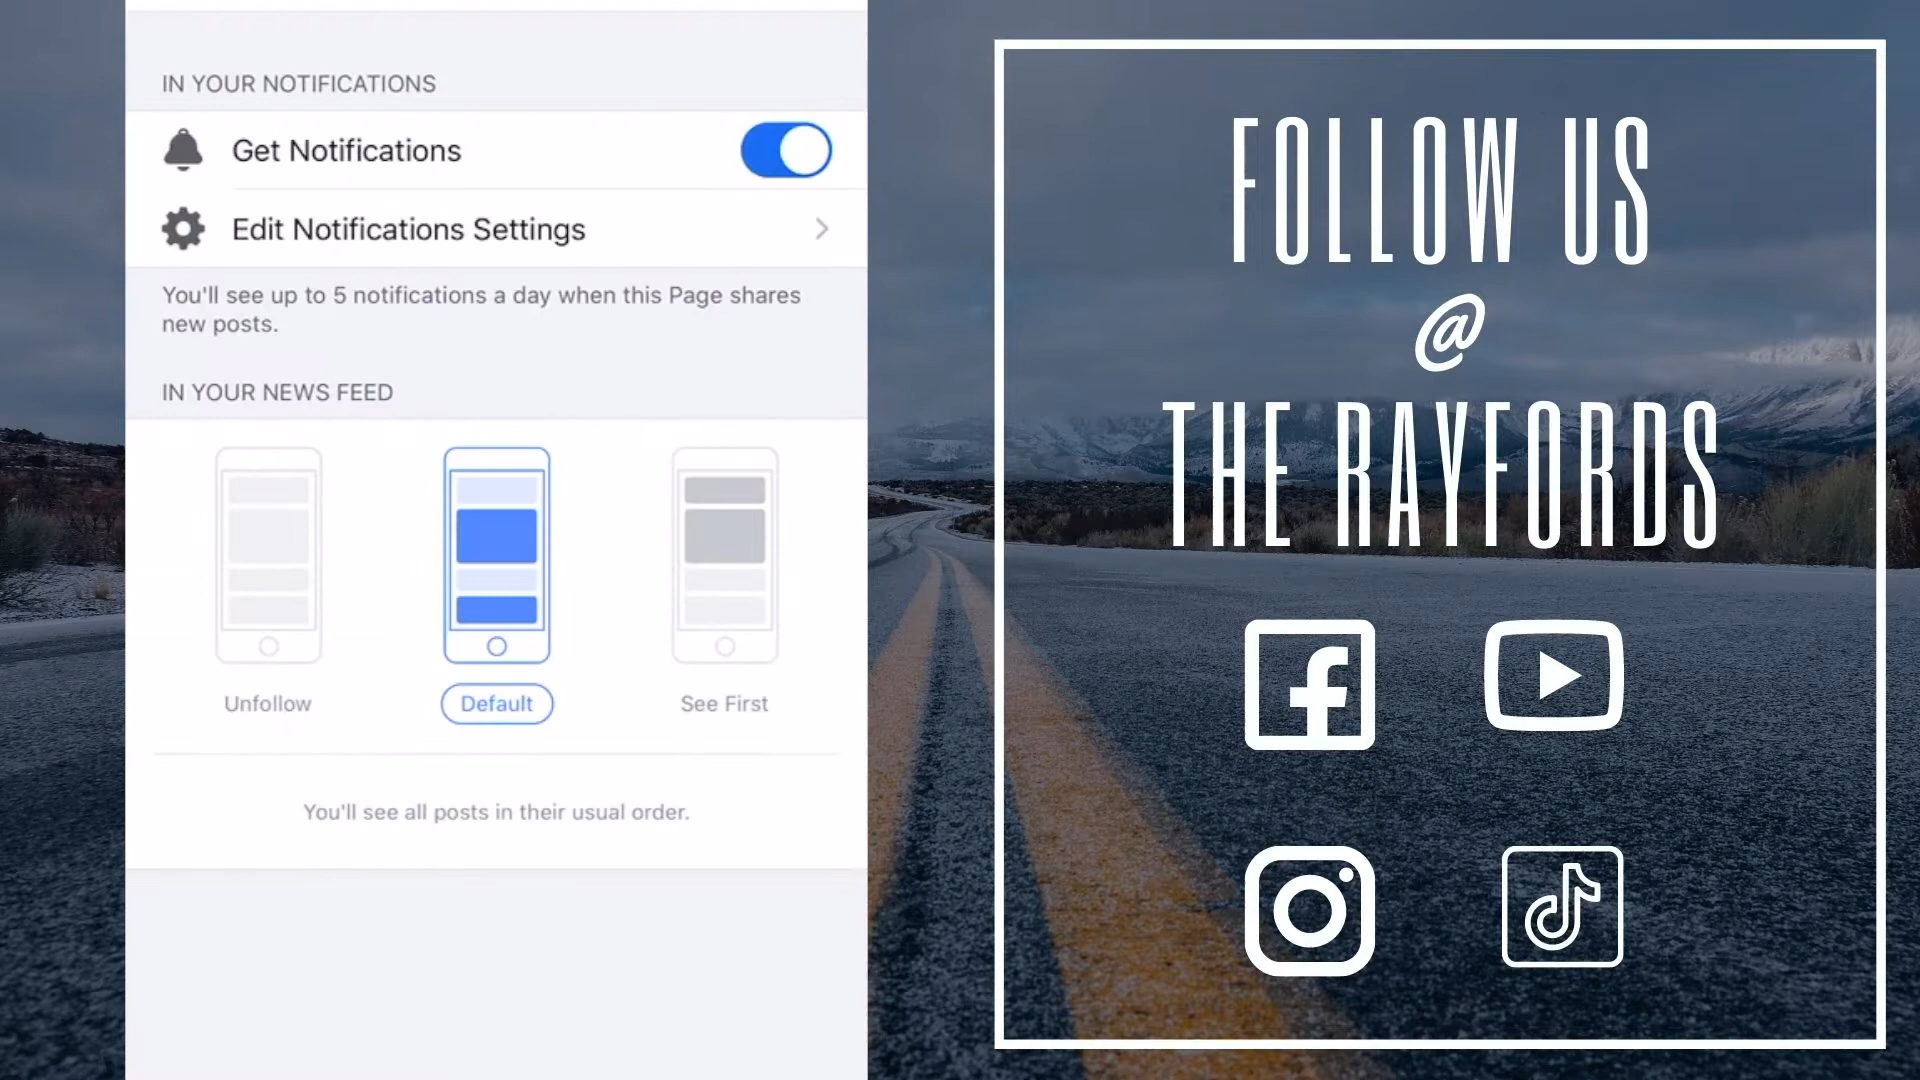 IN YOUR NOTIFICATIONS
Get Notifications
Edit Notifications Settings
You'll see up to 5 notifications a day when this Page shares
new posts.
IN YOUR NEWS FEED
Unfollow
Default
See First
You'll see all posts in their usual order.
FOLLOW US
@
THE RAYFORDS